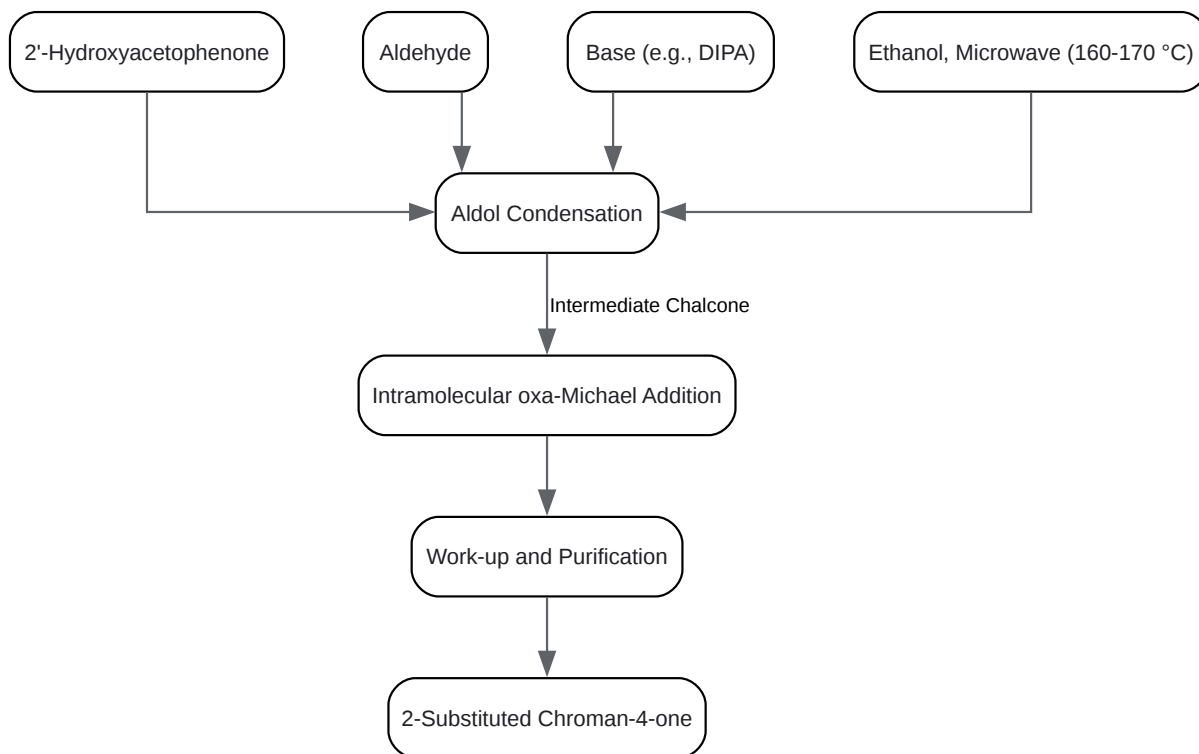 2'-Hydroxyacetophenone
Aldehyde
Base (e.g., DIPA)
Ethanol, Microwave (160-170 °C)
Aldol Condensation
Intermediate Chalcone
Intramolecular oxa-Michael Addition
Work-up and Purification
2-Substituted Chroman-4-one